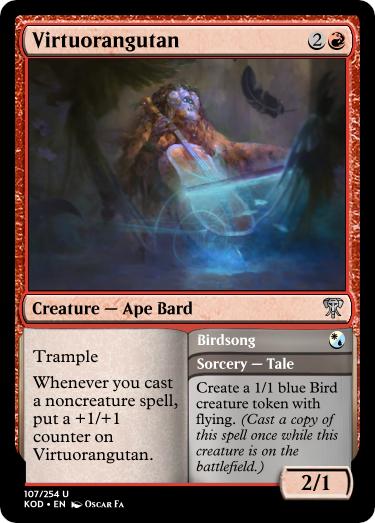 Virtuorangutan 2
Creature — Ape Bard
Trample
Whenever you cast
a noncreature spell,
put a +1/+1
counter on
Virtuorangutan.
Birdsong
Sorcery — Tale
Create a 1/1 blue Bird
creature token with
flying. (Cast a copy
of this spell once while this
creature is on the
battlefield.)
2/1
107/254 U
KOD • EN Oscar Fa